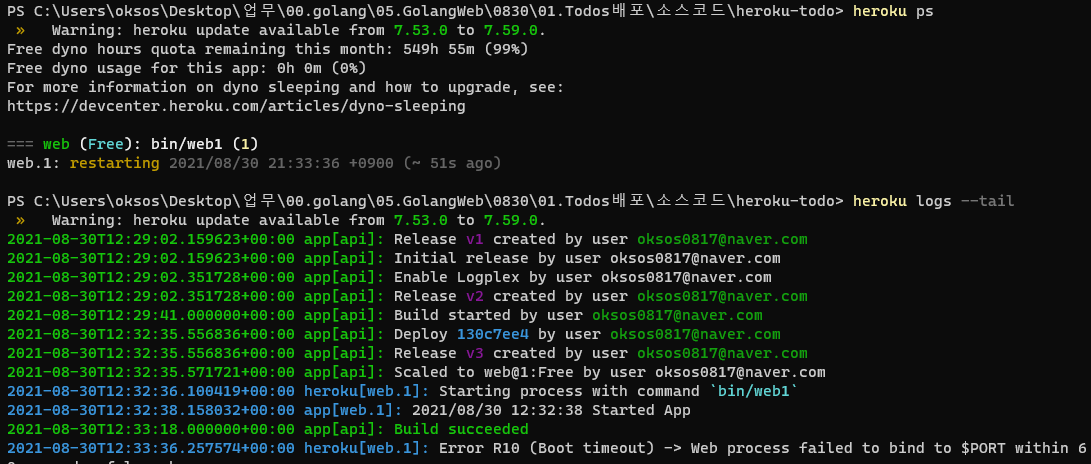 PS C:\Users\oksos\Desktop\업무\00.golang\05.GolangWeb\0830\01.Todos배포\소스코드\heroku-todo> heroku ps
»   Warning: heroku update available from 7.53.0 to 7.59.0.
Free dyno hours quota remaining this month: 549h 55m (99%)
Free dyno usage for this app: 0h 0m (0%)
For more information on dyno sleeping and how to upgrade, see:
https://devcenter.heroku.com/articles/dyno-sleeping
=== web (Free): bin/web1 (1)
web.1: restarting 2021/08/30 21:33:36 +0900 (~ 51s ago)
PS C:\Users\oksos\Desktop\업무\00.golang\05.GolangWeb\0830\01.Todos배포\소스코드\heroku-todo> heroku logs --tail
»   Warning: heroku update available from 7.53.0 to 7.59.0.
2021-08-30T12:29:02.159623+00:00 app[api]: Release v1 created by user oksos0817@naver.com
2021-08-30T12:29:02.159623+00:00 app[api]: Initial release by user oksos0817@naver.com
2021-08-30T12:29:02.351728+00:00 app[api]: Enable Logplex by user oksos0817@naver.com
2021-08-30T12:29:02.351728+00:00 app[api]: Release v2 created by user oksos0817@naver.com
2021-08-30T12:29:41.000000+00:00 app[api]: Build started by user oksos0817@naver.com
2021-08-30T12:32:35.556836+00:00 app[api]: Deploy 130c7ee4 by user oksos0817@naver.com
2021-08-30T12:32:35.556836+00:00 app[api]: Release v3 created by user oksos0817@naver.com
2021-08-30T12:32:35.571721+00:00 app[api]: Scaled to web@1:Free by user oksos0817@naver.com
2021-08-30T12:32:36.100419+00:00 heroku[web.1]: Starting process with command `bin/web1`
2021-08-30T12:32:38.158032+00:00 app[web.1]: 2021/08/30 12:32:38 Started App
2021-08-30T12:33:18.000000+00:00 app[api]: Build succeeded
2021-08-30T12:33:36.257574+00:00 heroku[web.1]: Error R10 (Boot timeout) -> Web process failed to bind to $PORT within 6